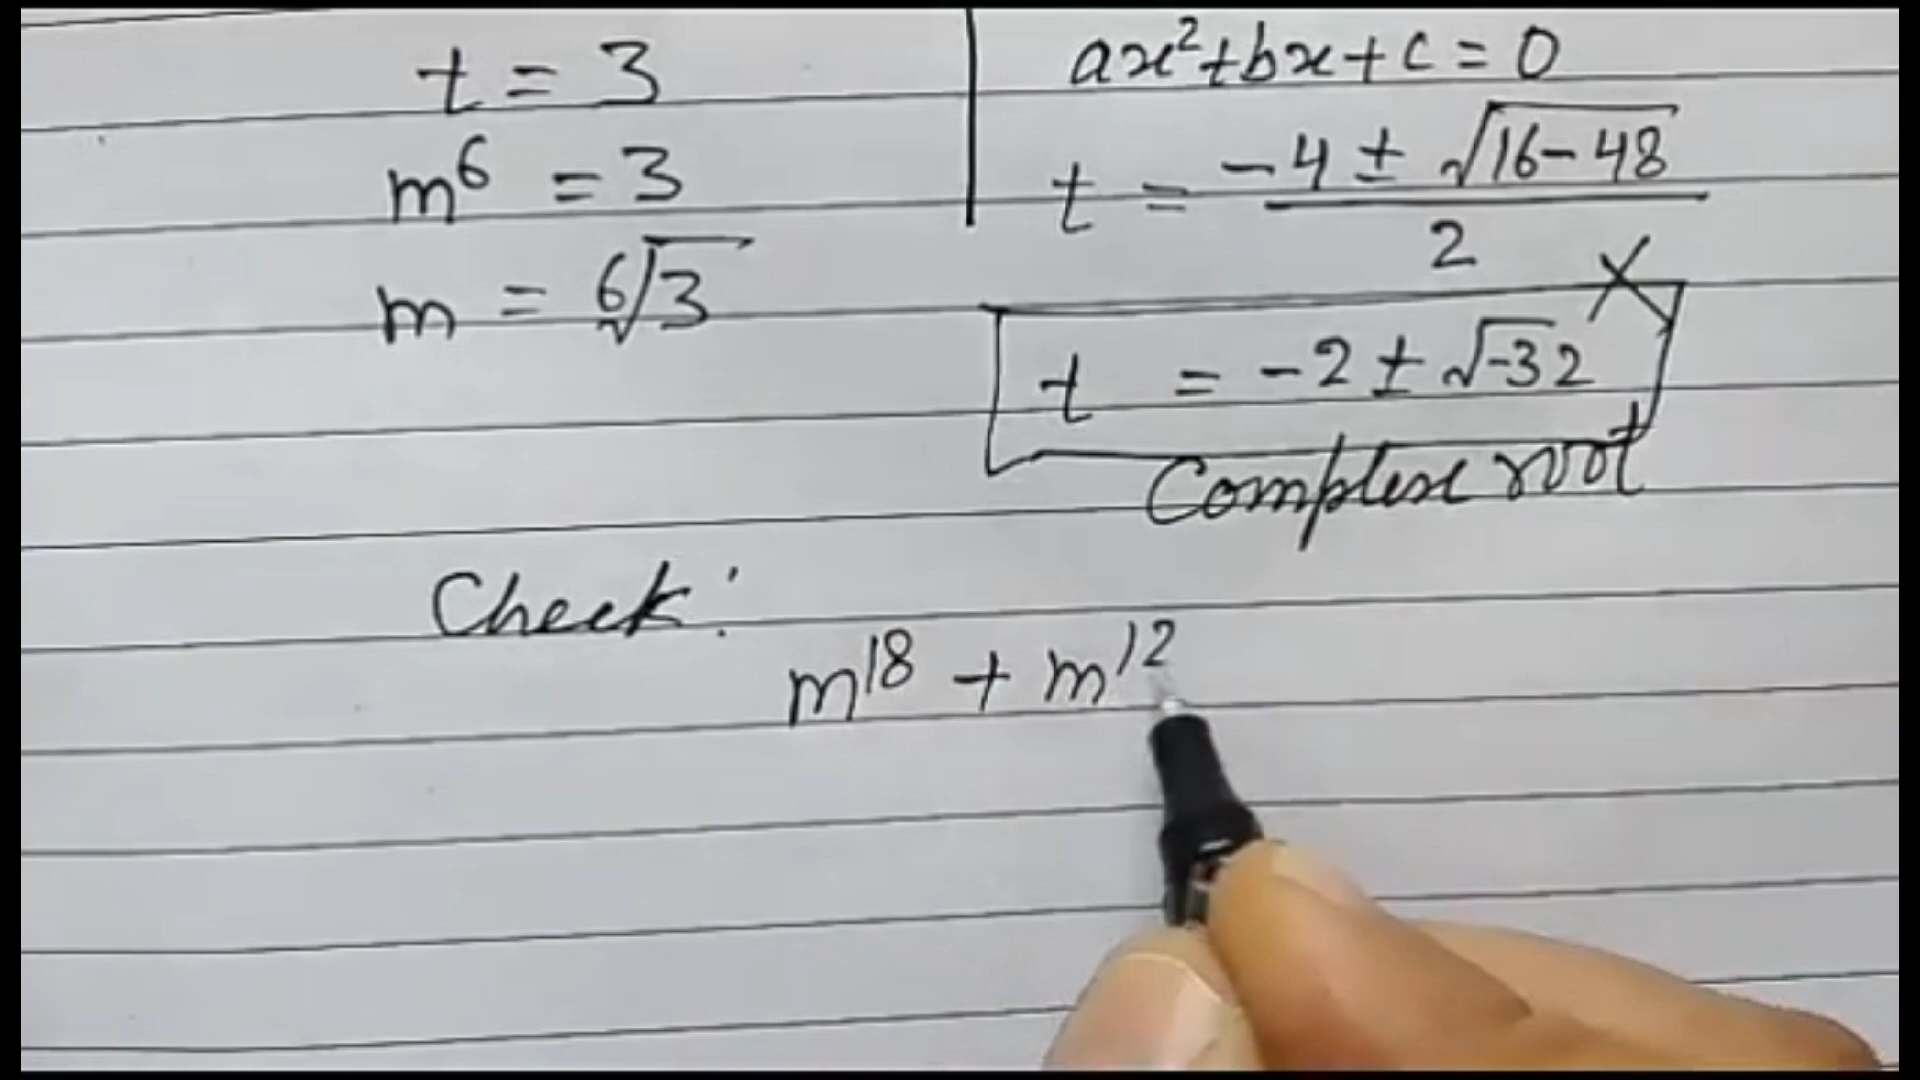 t = 3
m⁶ = 3
m = ⁶√3
ax²+bx+c=0
t = (-4 ± √(16-48))/2
t = -2 ± √-32
Complex root
Check:
m¹⁸ + m¹²